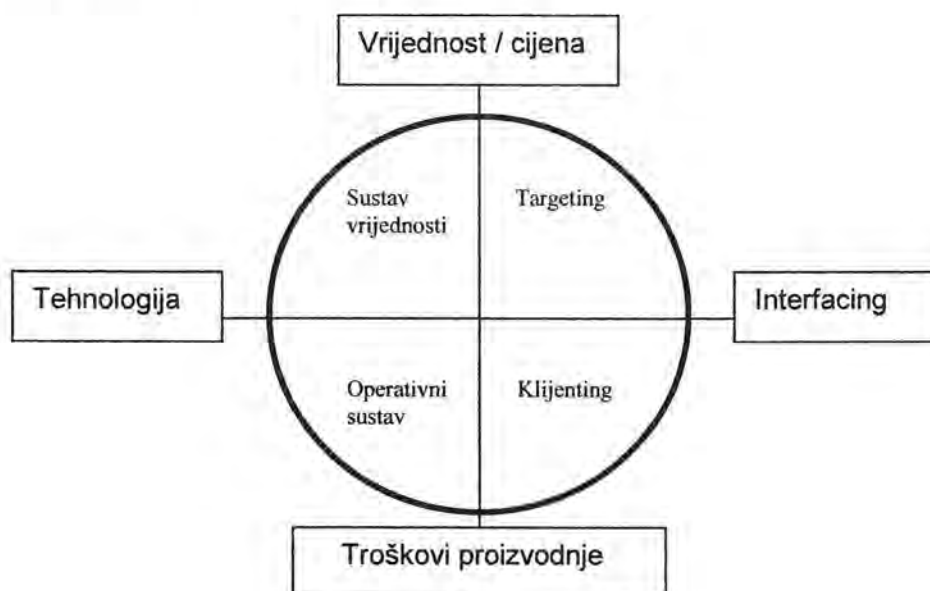 Vrijednost / cijena
Sustav
vrijednosti
Targeting
Tehnologija
Interfacing
Operativni
sustav
Klijenting
Troškovi proizvodnje